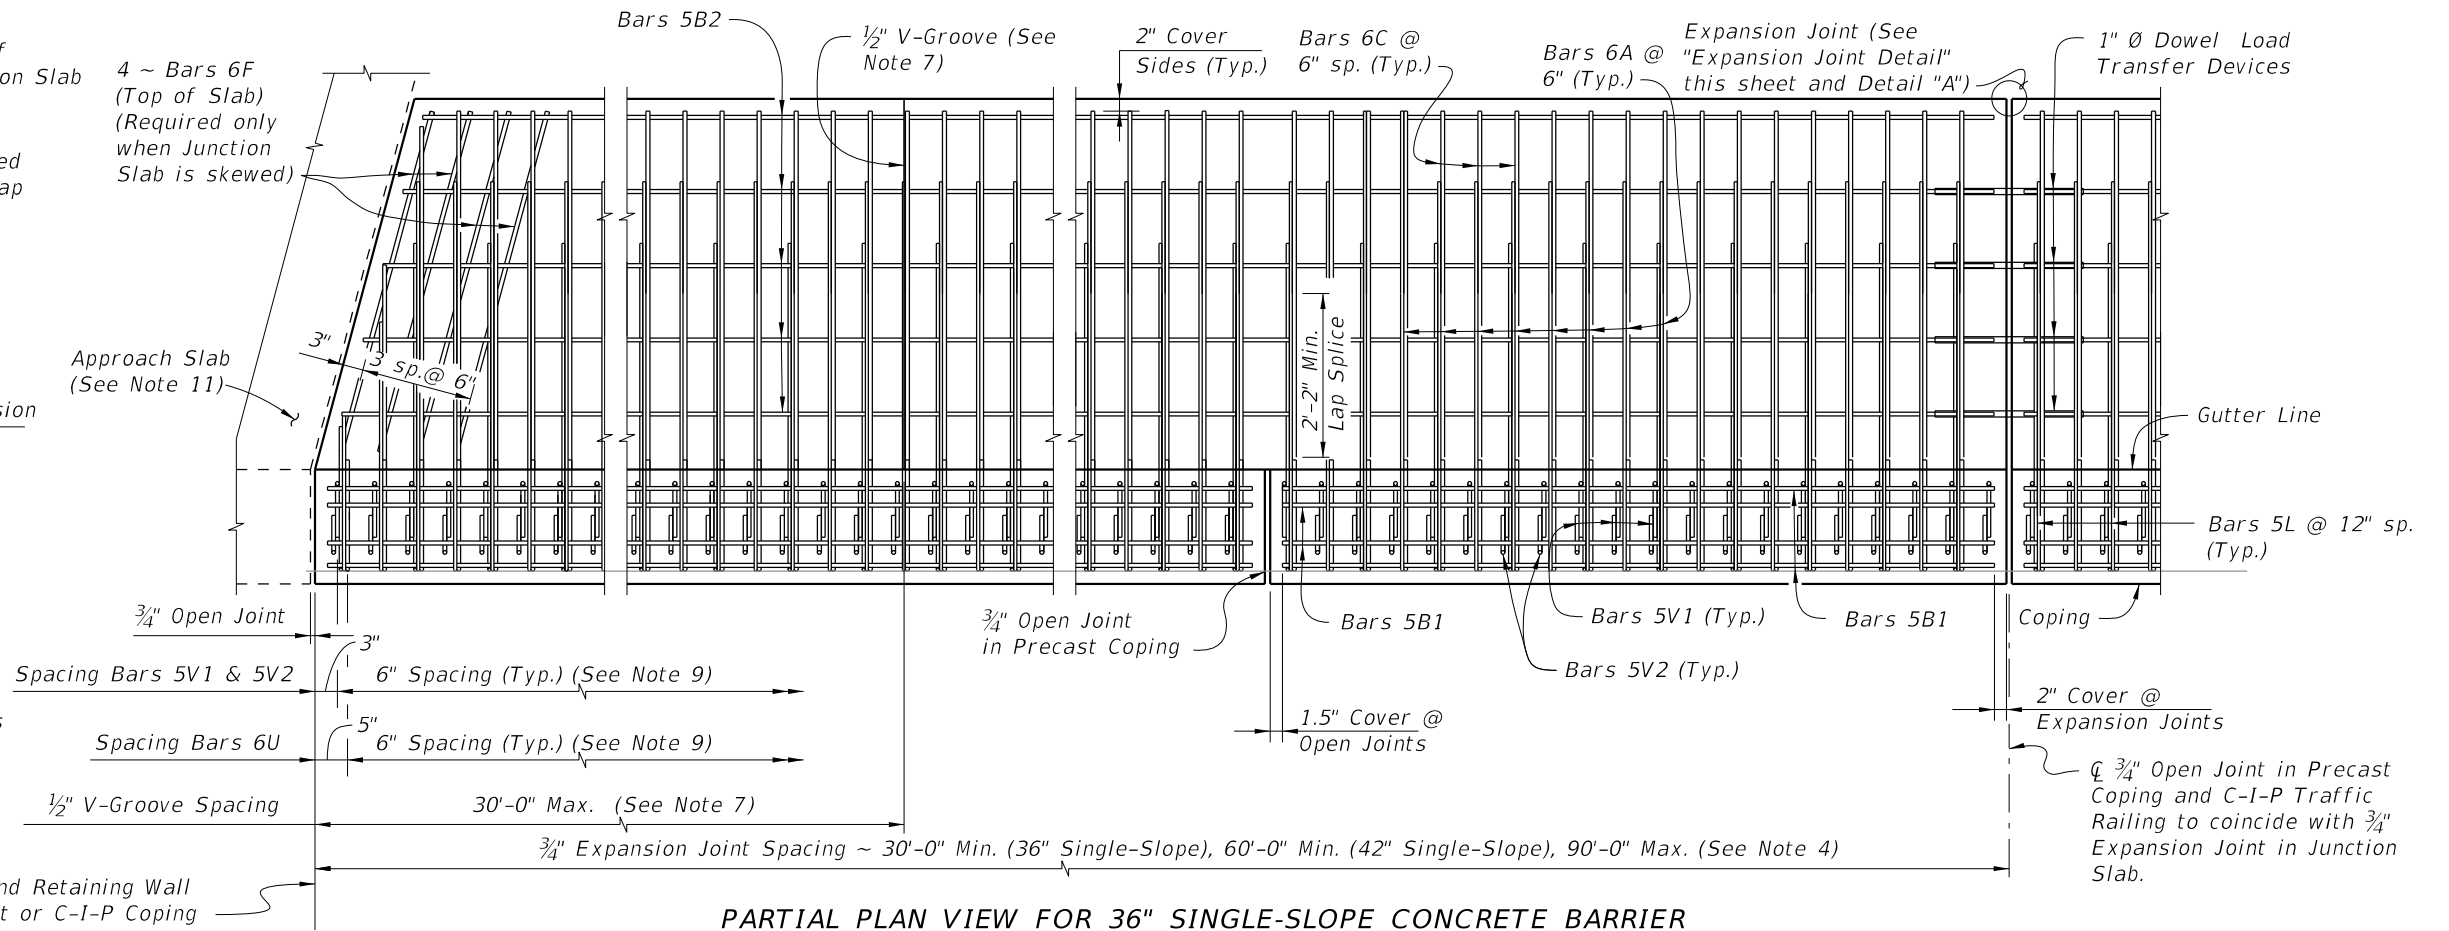 Bars 5B2
½" V-Groove (See
Note 7)
2" Cover
Sides (Typ.)
Bars 6C @
6" sp. (Typ.)
Bars 6A @
6" (Typ.)
Expansion Joint (See
"Expansion Joint Detail"
this sheet and Detail "A")
1" Ø Dowel Load
Transfer Devices
on Slab
4 ~ Bars 6F
(Top of Slab)
(Required only
when Junction
Slab is skewed)
ed
ap
3"
3 sp.@ 6"
Approach Slab
(See Note 11)
sion
2'-2" Min.
Lap Splice
Gutter Line
Bars 5L @ 12" sp.
(Typ.)
¾" Open Joint
¾" Open Joint
in Precast Coping
Bars 5B1
Bars 5V1 (Typ.)
Bars 5B1
Coping
Bars 5V2 (Typ.)
3"
Spacing Bars 5V1 & 5V2
6" Spacing (Typ.) (See Note 9)
5"
Spacing Bars 6U
6" Spacing (Typ.) (See Note 9)
1.5" Cover @
Open Joints
2" Cover @
Expansion Joints
℄ ¾" Open Joint in Precast
Coping and C-I-P Traffic
Railing to coincide with ¾"
Expansion Joint in Junction
Slab.
½" V-Groove Spacing
30'-0" Max. (See Note 7)
¾" Expansion Joint Spacing ~ 30'-0" Min. (36" Single-Slope), 60'-0" Min. (42" Single-Slope), 90'-0" Max. (See Note 4)
nd Retaining Wall
t or C-I-P Coping
PARTIAL PLAN VIEW FOR 36" SINGLE-SLOPE CONCRETE BARRIER